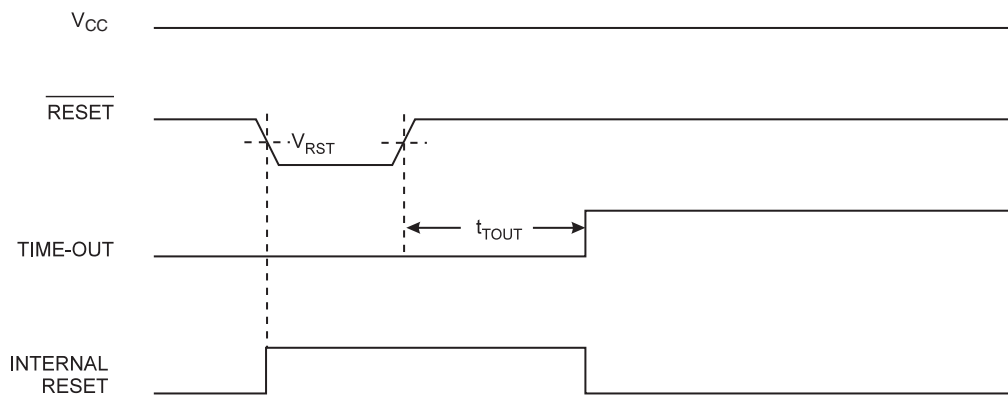 VCC
RESET
VRST
tTOUT
TIME-OUT
INTERNAL
RESET